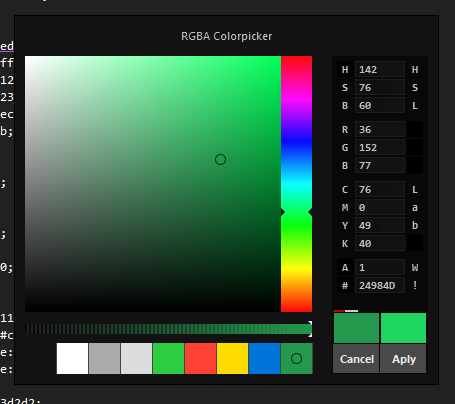 ed
RGBA Colorpicker
ff
12
23
ec
b;
;
;
0;
11
#c
e:
e:
3d2d2;
H 142 H
S 76 S
B 60 L
R 36
G 152
B 77
C 76 L
M 0 a
Y 49 b
K 40
A 1 W
# 24984D !
Cancel Aply